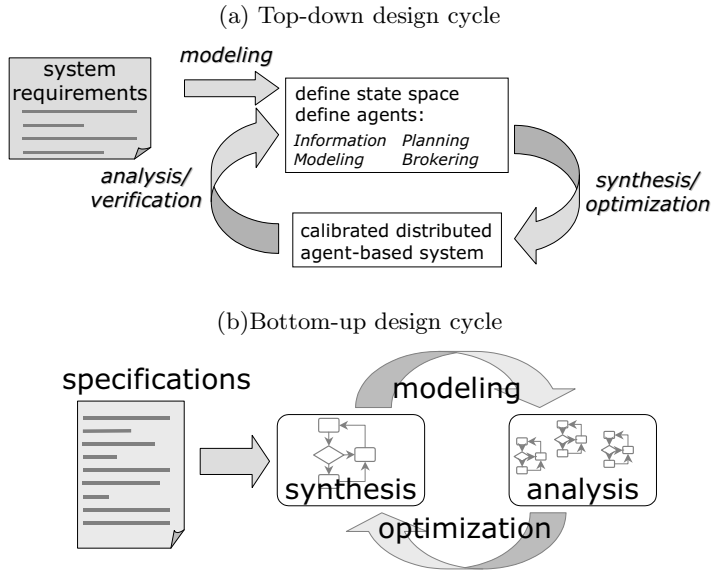 (a) Top-down design cycle
modeling
system
requirements
define state space
define agents:
Information Planning
Modeling Brokering
analysis/
verification
synthesis/
optimization
calibrated distributed
agent-based system
(b)Bottom-up design cycle
specifications
modeling
synthesis
analysis
optimization